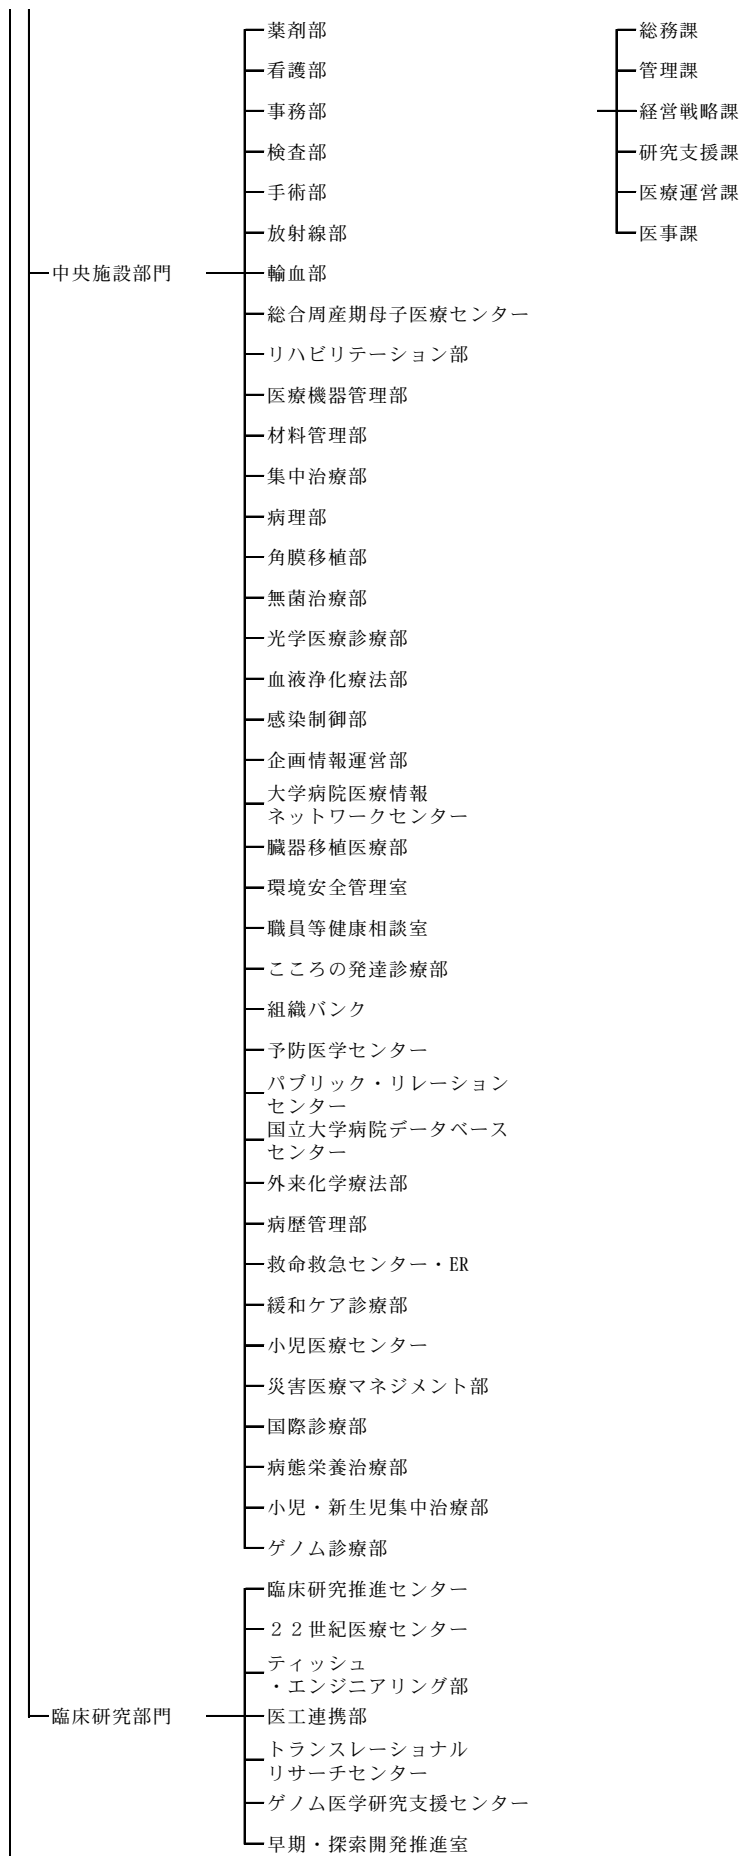 薬剤部
総務課
看護部
管理課
事務部
経営戦略課
検査部
研究支援課
手術部
医療運営課
放射線部
医事課
中央施設部門
輸血部
総合周産期母子医療センター
リハビリテーション部
医療機器管理部
材料管理部
集中治療部
病理部
角膜移植部
無菌治療部
光学医療診療部
血液浄化療法部
感染制御部
企画情報運営部
大学病院医療情報
ネットワークセンター
臓器移植医療部
環境安全管理室
職員等健康相談室
こころの発達診療部
組織バンク
予防医学センター
パブリック・リレーション
センター
国立大学病院データベース
センター
外来化学療法部
病歴管理部
救命救急センター・ER
緩和ケア診療部
小児医療センター
災害医療マネジメント部
国際診療部
病態栄養治療部
小児・新生児集中治療部
ゲノム診療部
臨床研究推進センター
２２世紀医療センター
ティッシュ
・エンジニアリング部
臨床研究部門
医工連携部
トランスレーショナル
リサーチセンター
ゲノム医学研究支援センター
早期・探索開発推進室